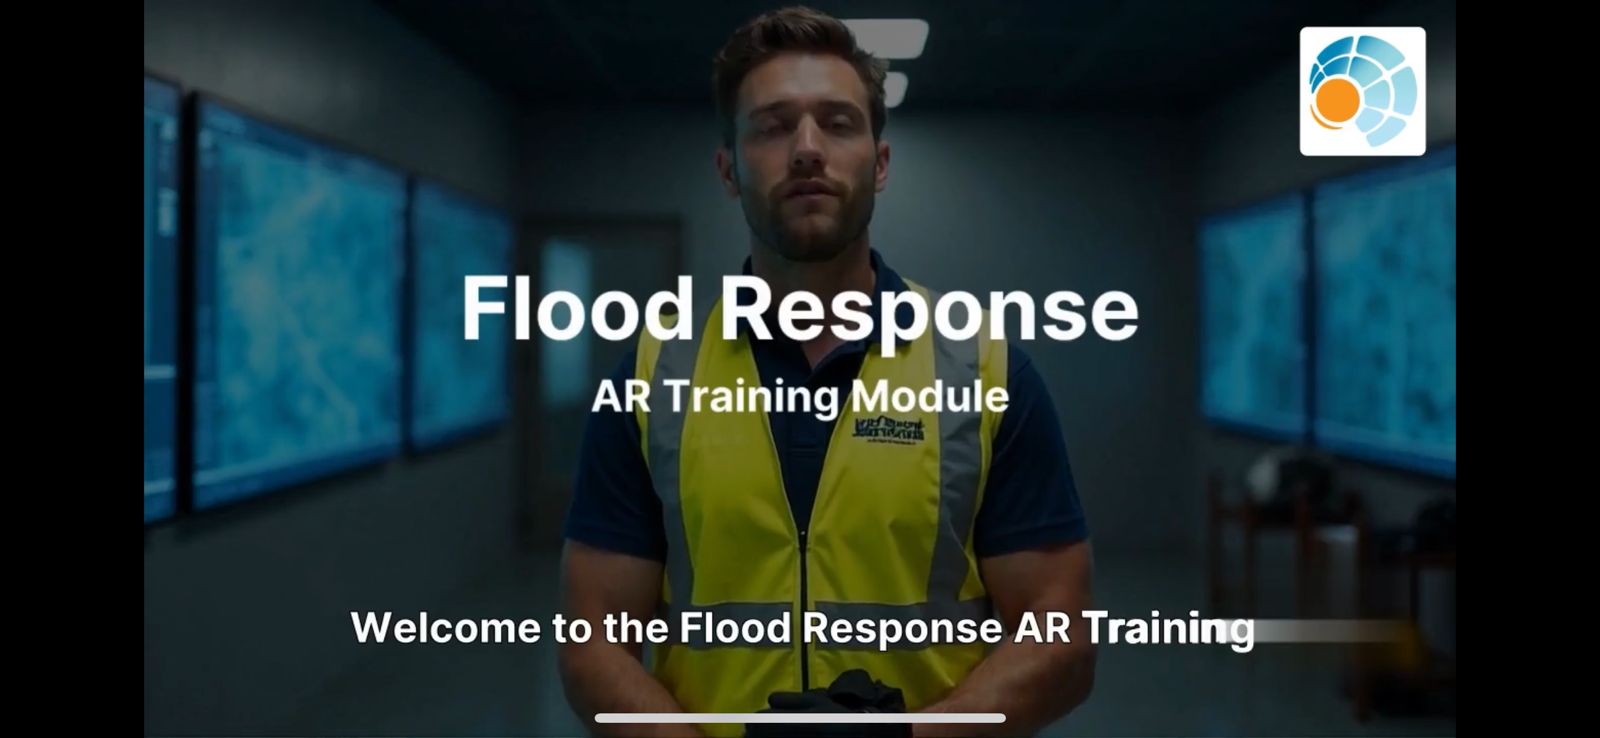 Flood Response
AR Training Module
Welcome to the Flood Response AR Training